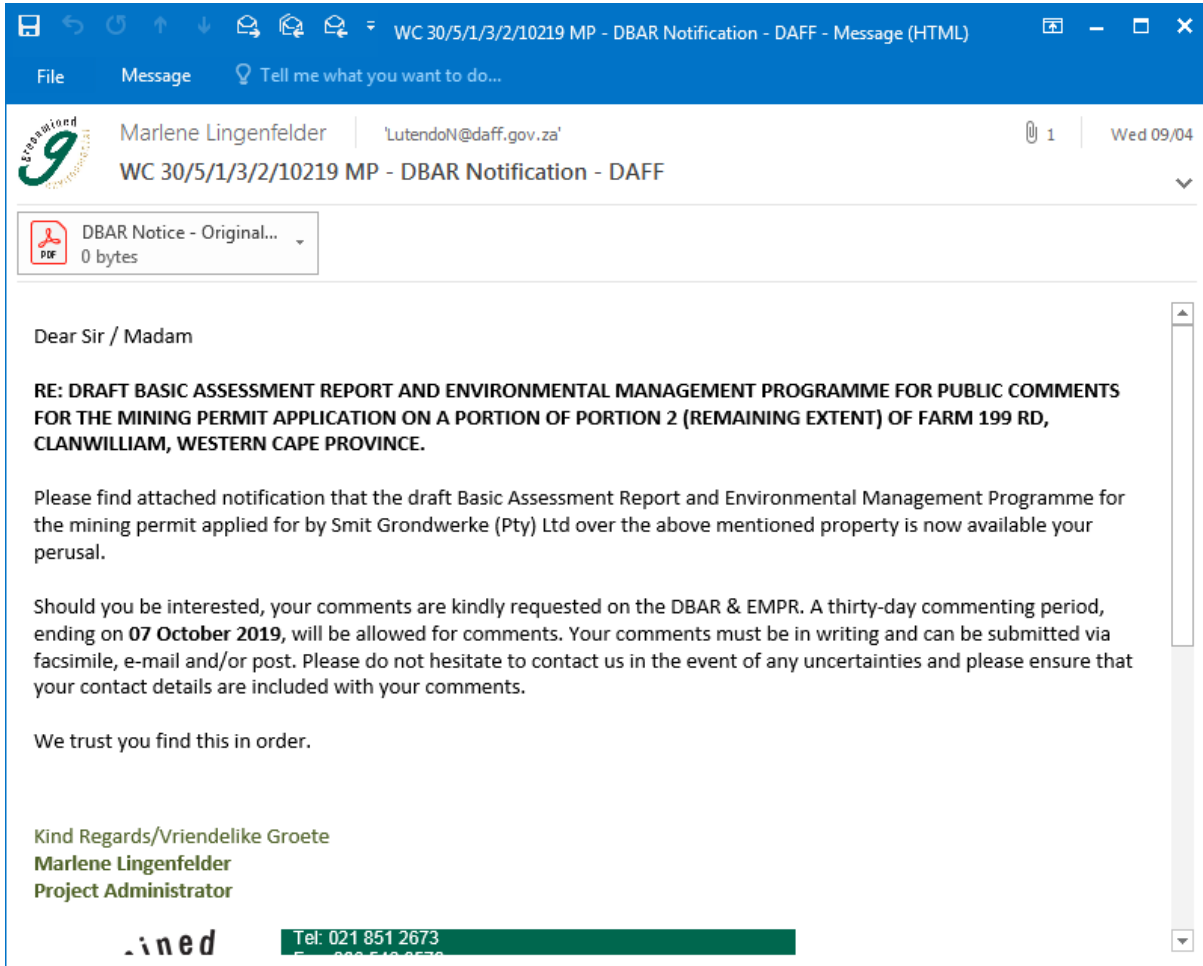 WC 30/5/1/3/2/10219 MP - DBAR Notification - DAFF - Message (HTML)
File Message Tell me what you want to do...
Marlene Lingenfelder 'LutendoN@daff.gov.za' 1 Wed 09/04
WC 30/5/1/3/2/10219 MP - DBAR Notification - DAFF
DBAR Notice - Original...
PDF 0 bytes
Dear Sir / Madam
RE: DRAFT BASIC ASSESSMENT REPORT AND ENVIRONMENTAL MANAGEMENT PROGRAMME FOR PUBLIC COMMENTS
FOR THE MINING PERMIT APPLICATION ON A PORTION OF PORTION 2 (REMAINING EXTENT) OF FARM 199 RD,
CLANWILLIAM, WESTERN CAPE PROVINCE.
Please find attached notification that the draft Basic Assessment Report and Environmental Management Programme for
the mining permit applied for by Smit Grondwerke (Pty) Ltd over the above mentioned property is now available your
perusal.
Should you be interested, your comments are kindly requested on the DBAR & EMPR. A thirty-day commenting period,
ending on 07 October 2019, will be allowed for comments. Your comments must be in writing and can be submitted via
facsimile, e-mail and/or post. Please do not hesitate to contact us in the event of any uncertainties and please ensure that
your contact details are included with your comments.
We trust you find this in order.
Kind Regards/Vriendelike Groete
Marlene Lingenfelder
Project Administrator
ined Tel: 021 851 2673